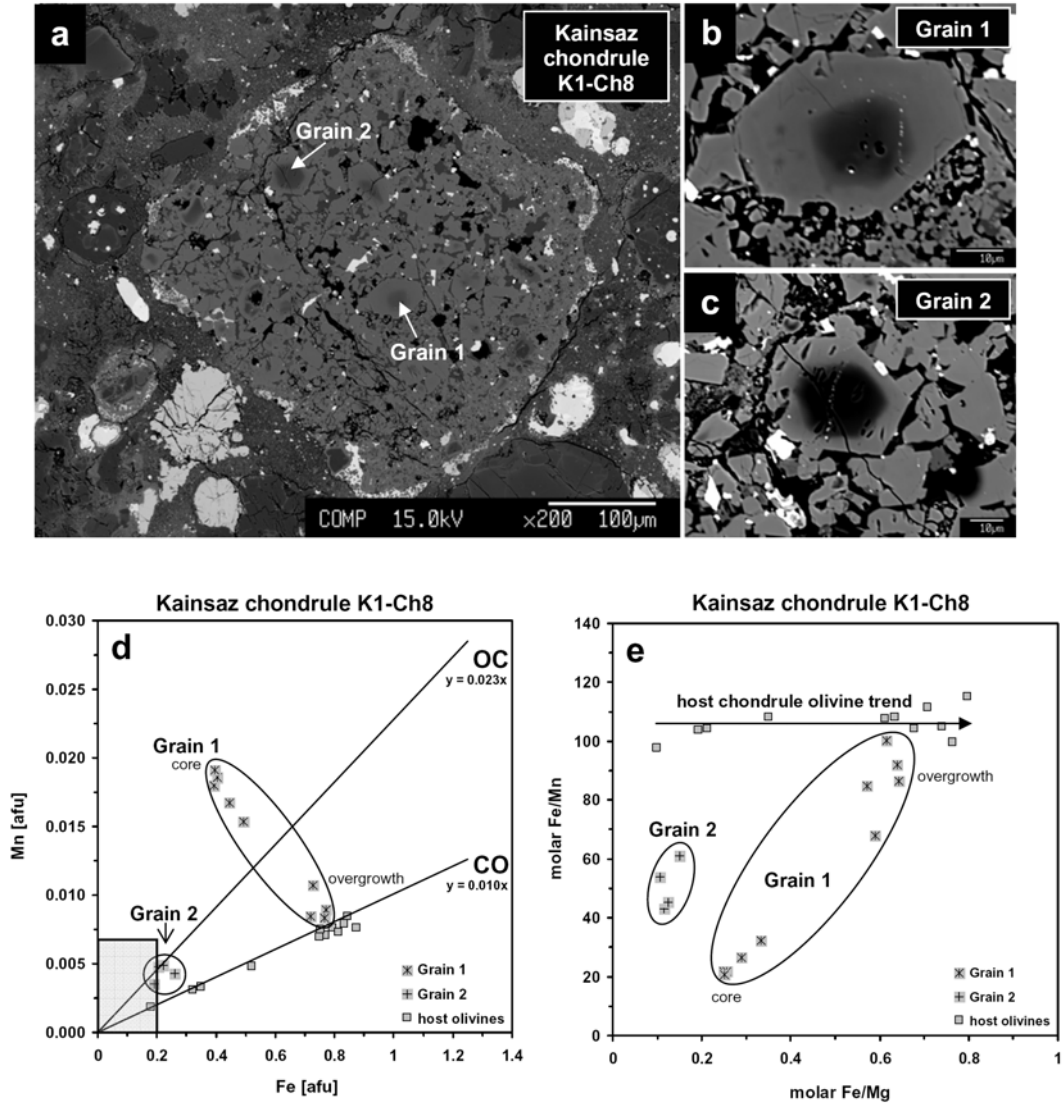 a
Kainsaz
chondrule
K1-Ch8
Grain 2
Grain 1
COMP 15.0kV ×200 100μm
b
Grain 1
10μm
c
Grain 2
10μm
Kainsaz chondrule K1-Ch8
d
0.030
0.025
0.020
0.015
0.010
0.005
0.000
Mn [afu]
OC
y = 0.023x
Grain 1
core
overgrowth
CO
y = 0.010x
Grain 2
Grain 1
Grain 2
host olivines
0 0.2 0.4 0.6 0.8 1 1.2 1.4
Fe [afu]
Kainsaz chondrule K1-Ch8
e
140
120
100
80
60
40
20
0
molar Fe/Mn
host chondrule olivine trend
overgrowth
Grain 2
Grain 1
core
Grain 1
Grain 2
host olivines
0 0.2 0.4 0.6 0.8 1
molar Fe/Mg